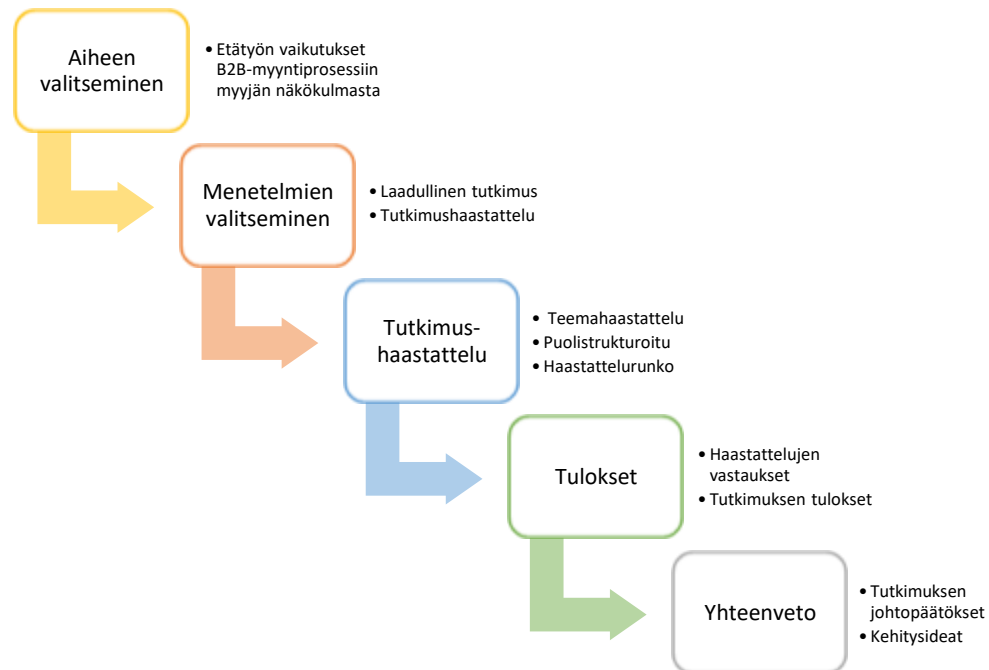 Aiheen
valitseminen
• Etätyön vaikutukset
B2B-myyntiprosessiin
myyjän näkökulmasta
Menetelmien
valitseminen
• Laadullinen tutkimus
• Tutkimushaastattelu
Tutkimus-
haastattelu
• Teemahaastattelu
• Puolistrukturoitu
• Haastattelurunko
Tulokset
• Haastattelujen
vastaukset
• Tutkimuksen tulokset
Yhteenveto
• Tutkimuksen
johtopäätökset
• Kehitysideat